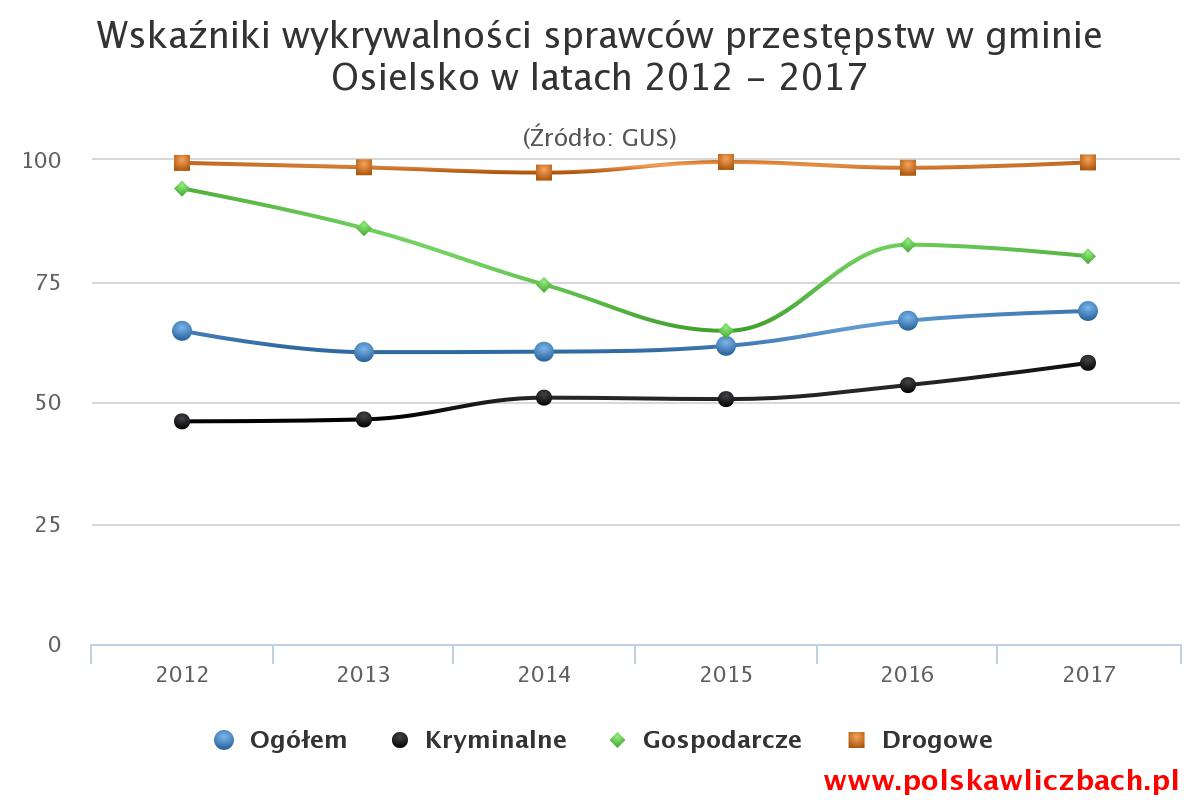 Wskaźniki wykrywalności sprawców przestępstw w gminie
Osielsko w latach 2012 – 2017
(Źródło: GUS)
100
75
50
25
0
2012 2013 2014 2015 2016 2017
Ogółem Kryminalne Gospodarcze Drogowe
www.polskawliczbach.pl